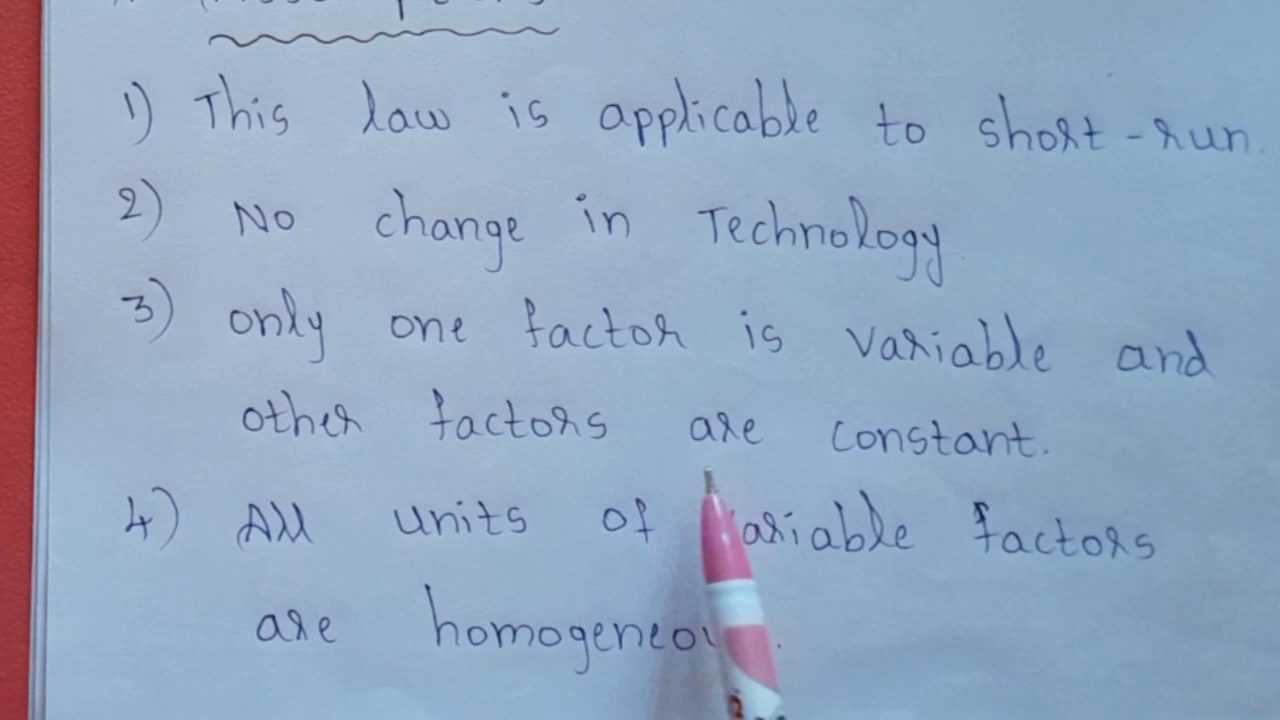 1) This law is applicable to short-run.
2) No change in Technology
3) only one factor is variable and
other factors are constant.
4) All units of factors
are